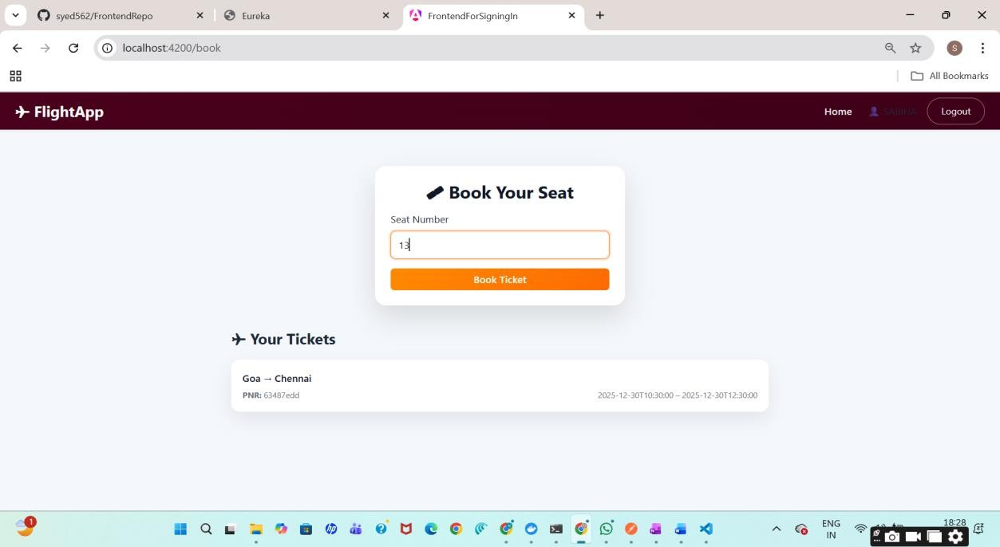 syed562/FrontendRepo
Eureka
FrontendForSigningIn
localhost:4200/book
S
All Bookmarks
✈ FlightApp
Home
SABIHA
Logout
Book Your Seat
Seat Number
13
Book Ticket
✈ Your Tickets
Goa → Chennai
PNR: 63487edd
2025-12-30T10:30:00 – 2025-12-30T12:30:00
1
ENG
IN
18:28